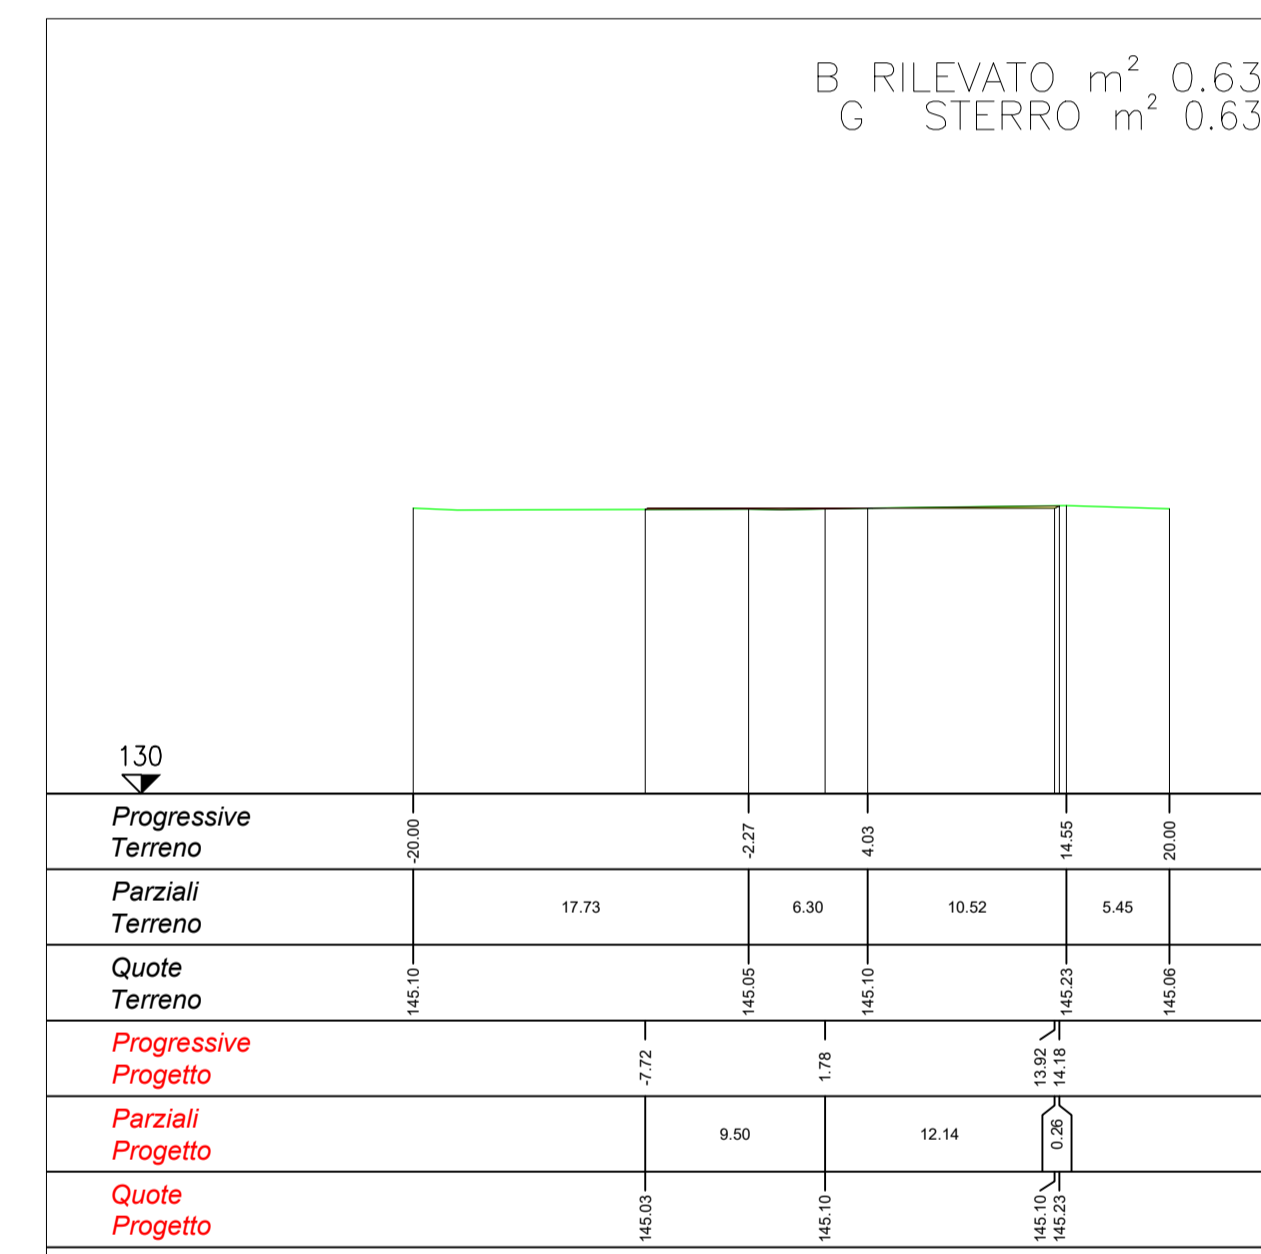 B RILEVATO m² 0.63
G STERRO m² 0.63
130
Progressive
Terreno
-20.00 -2.27 4.03 14.55 20.00
Parziali
Terreno
17.73 6.30 10.52 5.45
Quote
Terreno
145.10 145.05 145.10 145.23 145.06
Progressive
Progetto
-7.72 1.78 13.92 14.18
Parziali
Progetto
9.50 12.14 0.26
Quote
Progetto
145.03 145.10 145.10 145.23